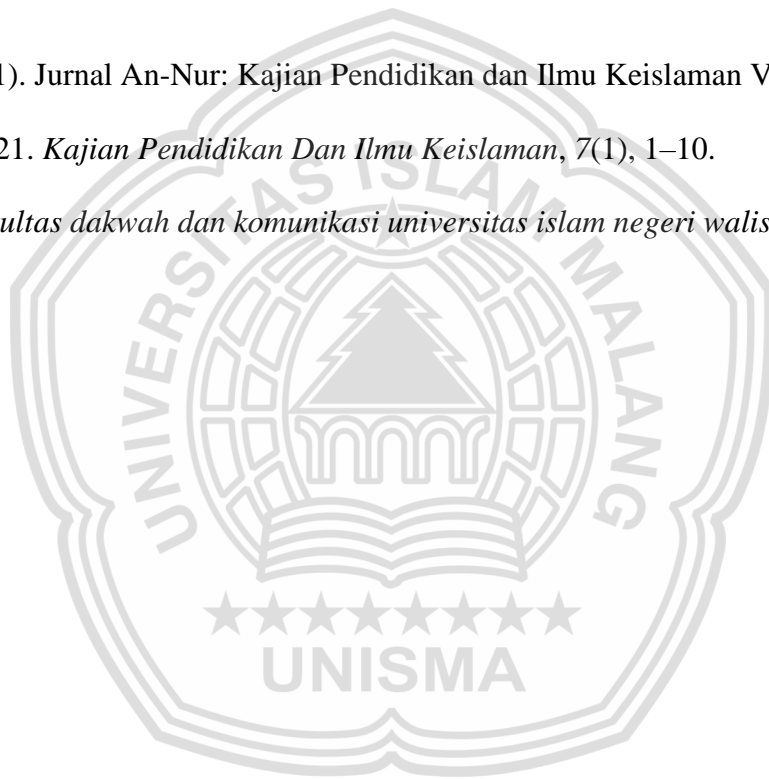 1). Jurnal An-Nur: Kajian Pendidikan dan Ilmu Keislaman V
21. Kajian Pendidikan Dan Ilmu Keislaman, 7(1), 1–10.
ultas dakwah dan komunikasi universitas islam negeri walis
UNIVERSITAS ISLAM MALANG
UNISMA